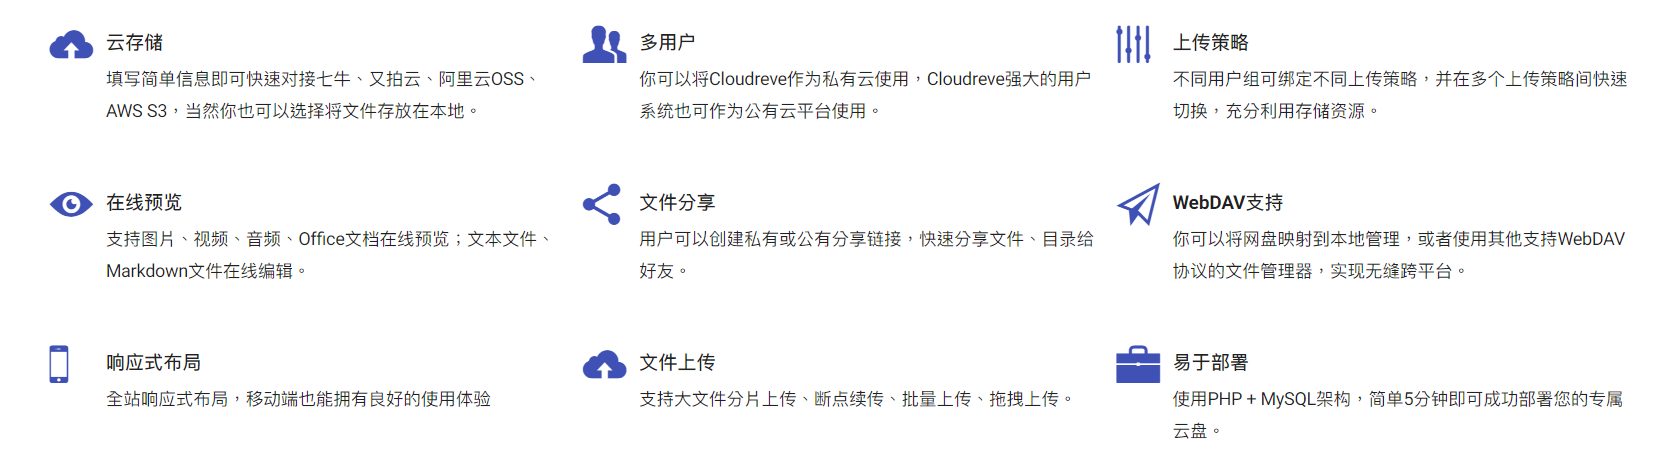 云存储
填写简单信息即可快速对接七牛、又拍云、阿里云OSS、
AWS S3，当然你也可以选择将文件存放在本地。
多用户
你可以将Cloudreve作为私有云使用，Cloudreve强大的用户
系统也可作为公有云平台使用。
上传策略
不同用户组可绑定不同上传策略，并在多个上传策略间快速
切换，充分利用存储资源。
在线预览
支持图片、视频、音频、Office文档在线预览；文本文件、
Markdown文件在线编辑。
文件分享
用户可以创建私有或公有分享链接，快速分享文件、目录给
好友。
WebDAV支持
你可以将网盘映射到本地管理，或者使用其他支持WebDAV
协议的文件管理器，实现无缝跨平台。
响应式布局
全站响应式布局，移动端也能拥有良好的使用体验
文件上传
支持大文件分片上传、断点续传、批量上传、拖拽上传。
易于部署
使用PHP + MySQL架构，简单5分钟即可成功部署您的专属
云盘。